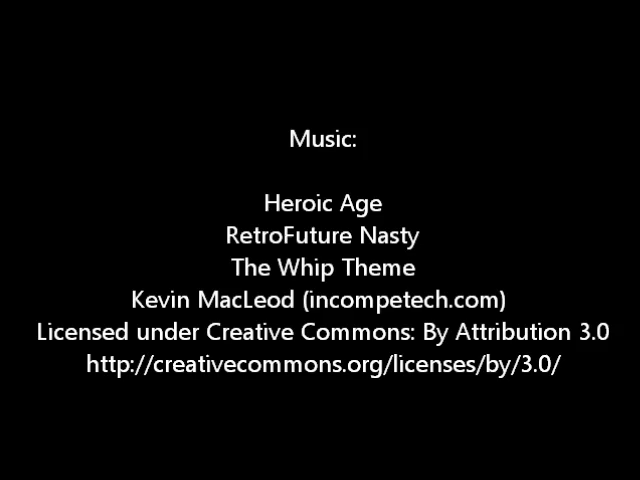 Music:
Heroic Age
RetroFuture Nasty
The Whip Theme
Kevin MacLeod (incompetech.com)
Licensed under Creative Commons: By Attribution 3.0
http://creativecommons.org/licenses/by/3.0/